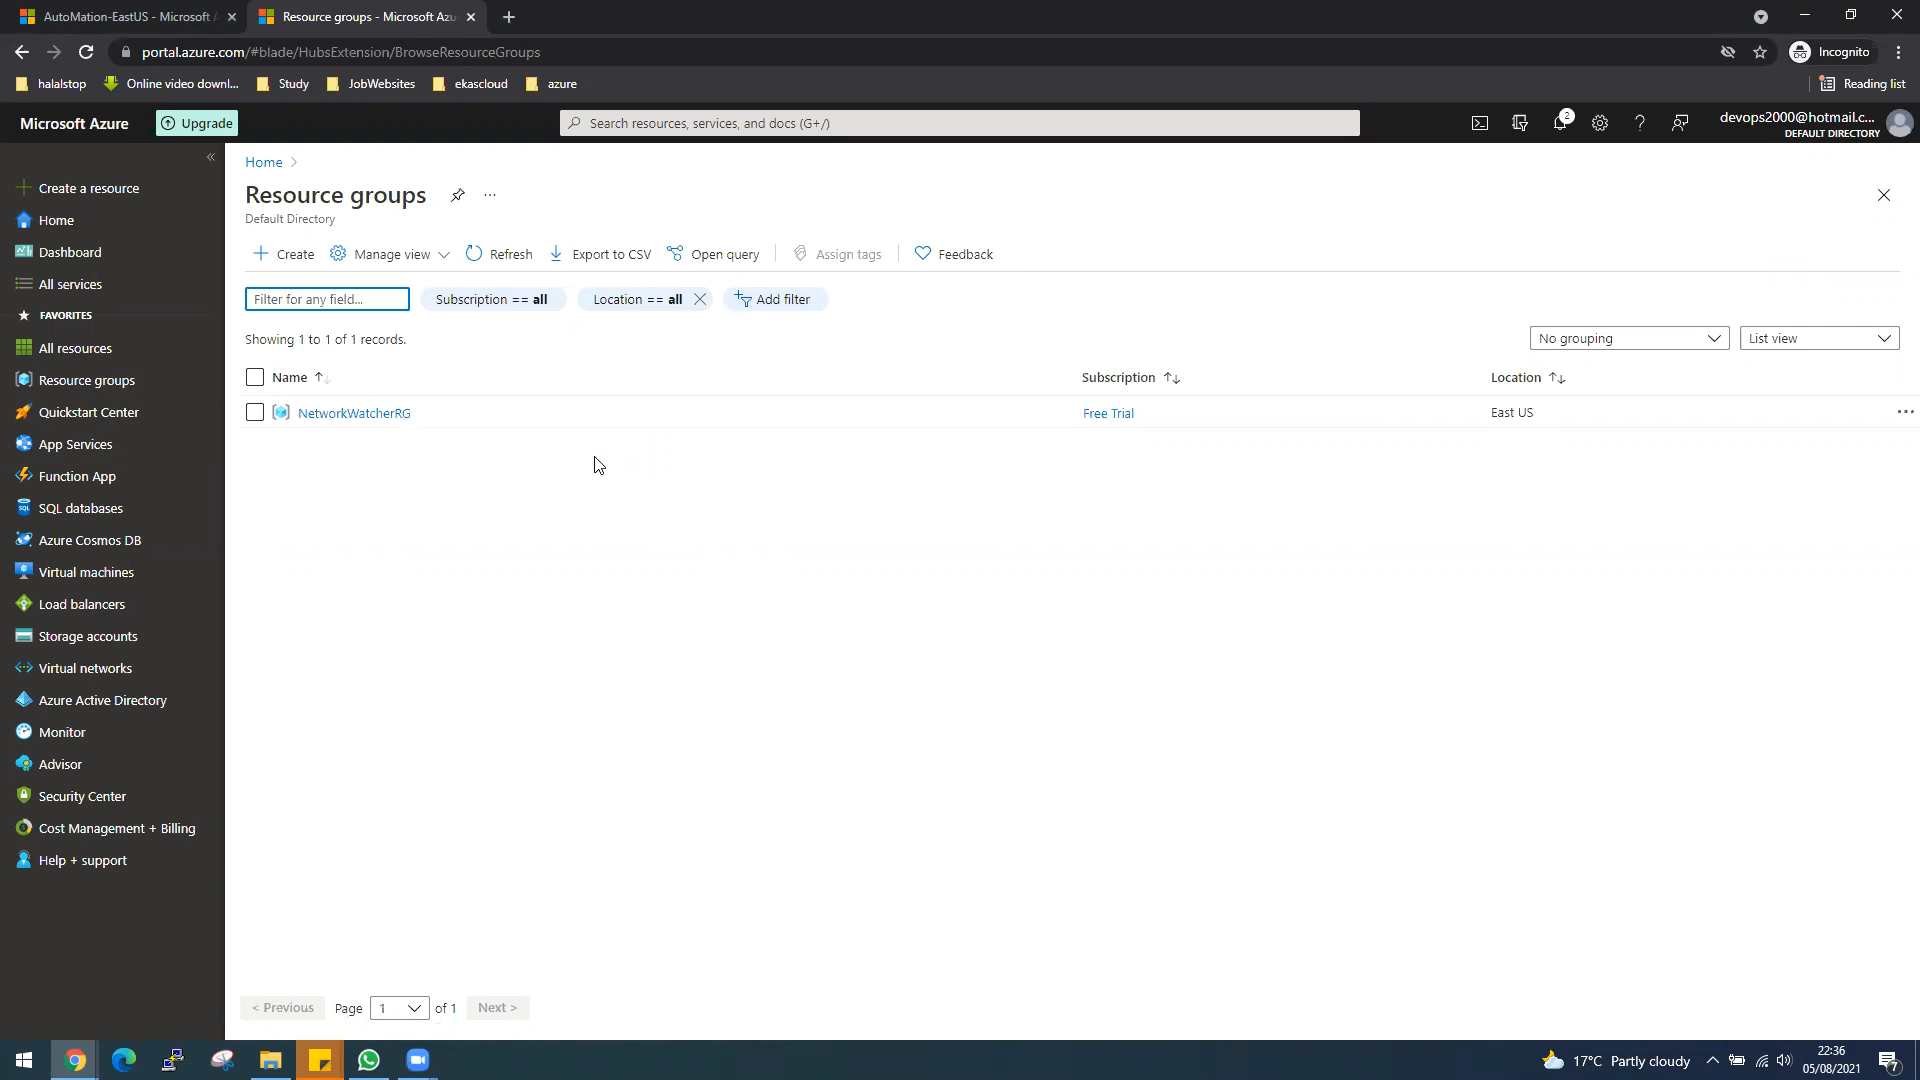 AutoMation-EastUS - Microsoft A
Resource groups - Microsoft Azu
portal.azure.com/#blade/HubsExtension/BrowseResourceGroups
Incognito
halalstop
Online video downl...
Study
JobWebsites
ekascloud
azure
Reading list
Microsoft Azure
Upgrade
Search resources, services, and docs (G+/)
2
devops2000@hotmail.c...
DEFAULT DIRECTORY
Create a resource
Home
Dashboard
All services
FAVORITES
All resources
Resource groups
Quickstart Center
App Services
Function App
SQL databases
Azure Cosmos DB
Virtual machines
Load balancers
Storage accounts
Virtual networks
Azure Active Directory
Monitor
Advisor
Security Center
Cost Management + Billing
Help + support
Home
Resource groups
Default Directory
Create
Manage view
Refresh
Export to CSV
Open query
Assign tags
Feedback
Filter for any field...
Subscription == all
Location == all
Add filter
Showing 1 to 1 of 1 records.
No grouping
List view
Name
Subscription
Location
NetworkWatcherRG
Free Trial
East US
< Previous
Page
1
of 1
Next >
17°C Partly cloudy
22:36
05/08/2021
7